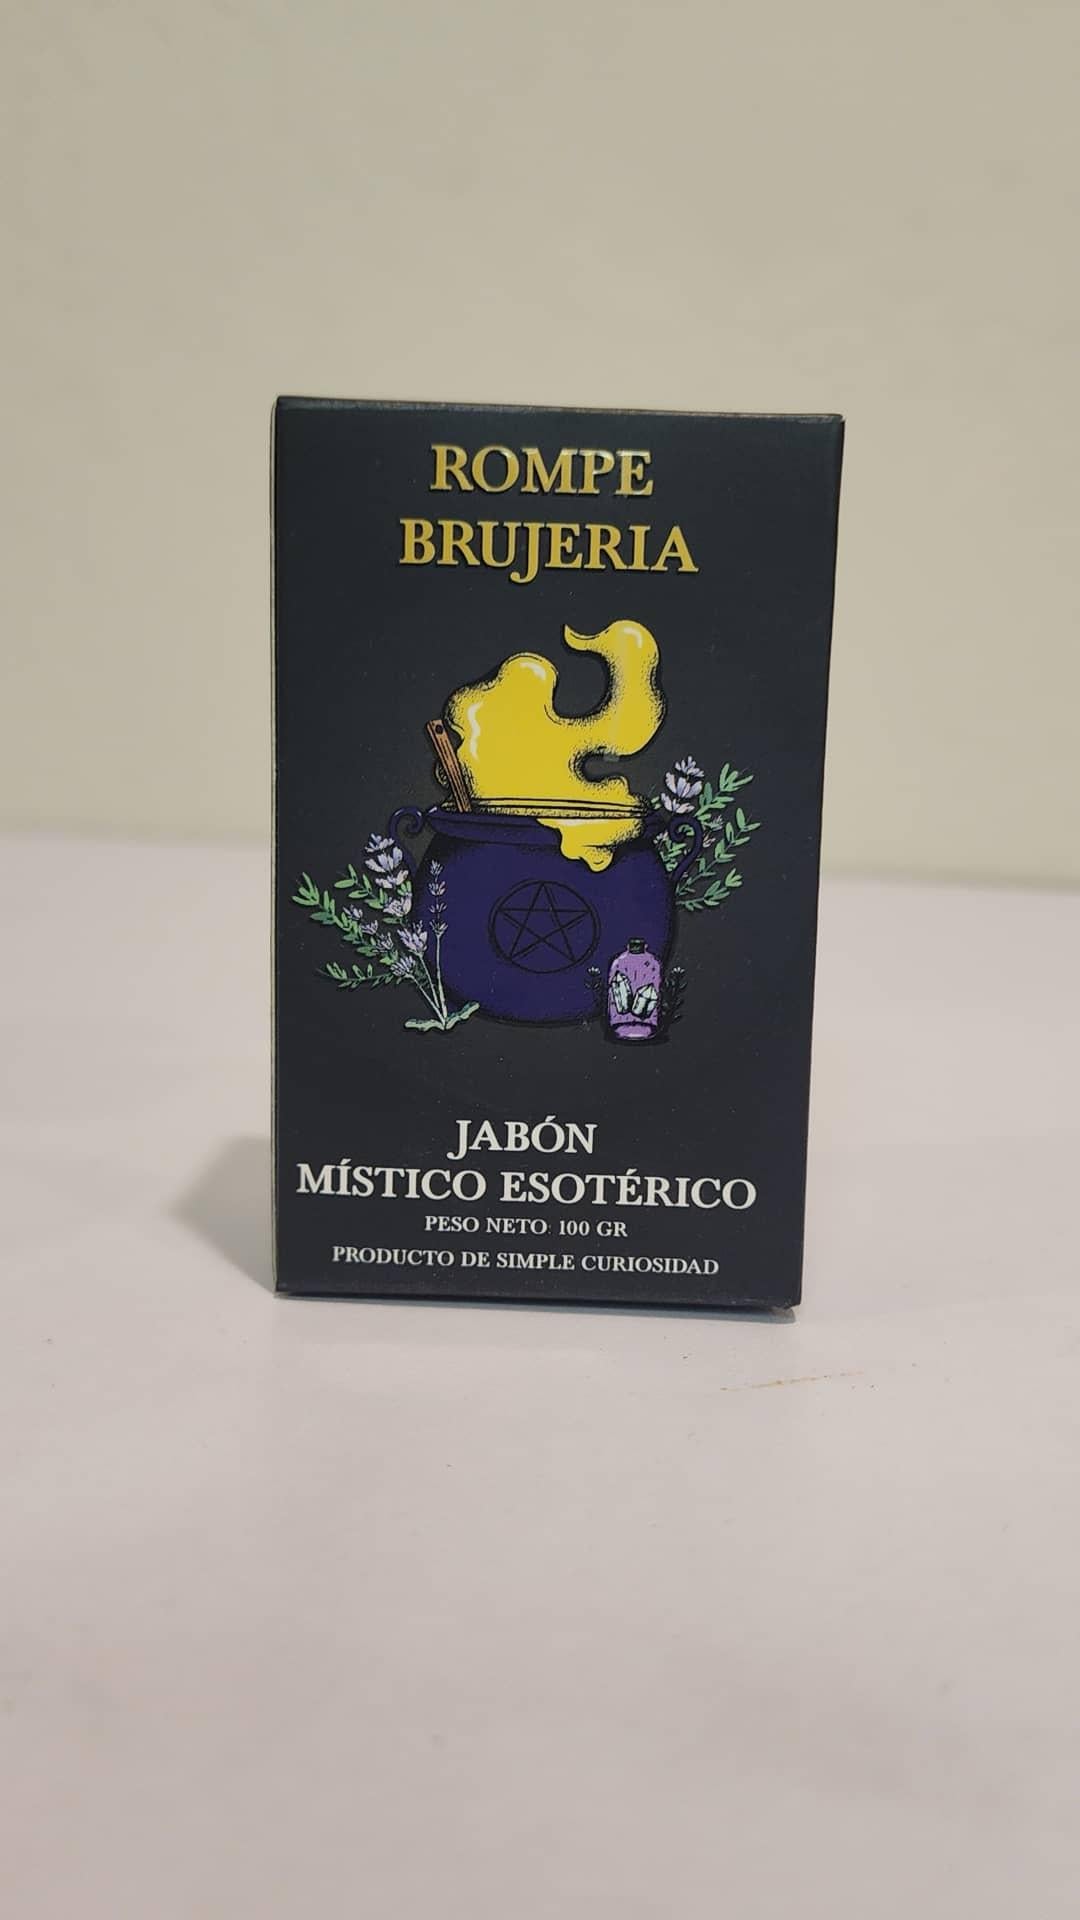 ROMPE
BRUJERIA
JABÓN
MÍSTICO ESOTÉRICO
PESO NETO: 100 GR
PRODUCTO DE SIMPLE CURIOSIDAD